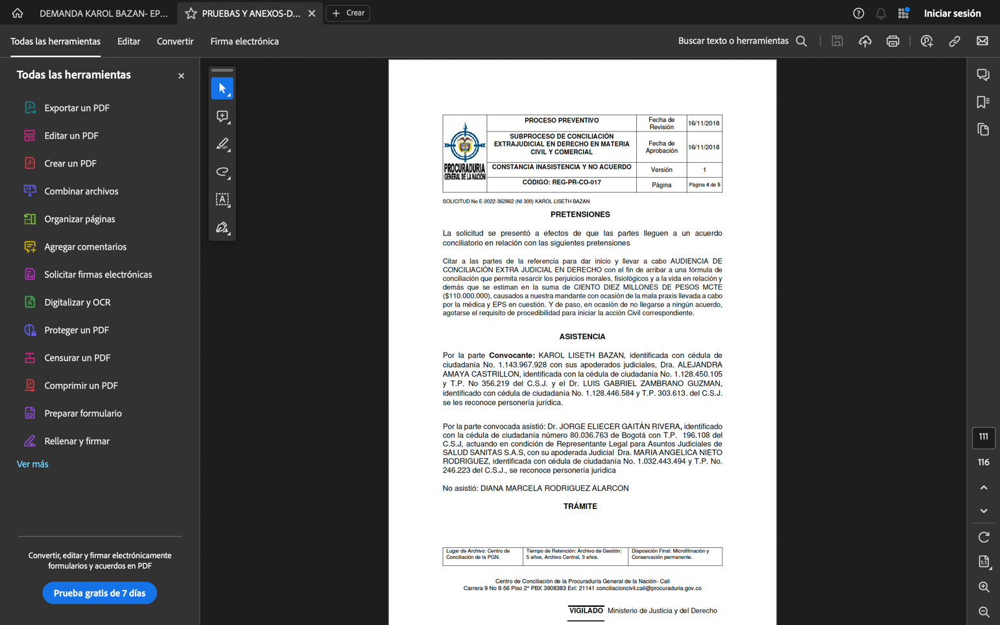 DEMANDA KAROL BAZAN- EP...
PRUEBAS Y ANEXOS-D...
Crear
Iniciar sesión
Todas las herramientas
Editar
Convertir
Firma electrónica
Buscar texto o herramientas
Todas las herramientas
Exportar un PDF
Editar un PDF
Crear un PDF
Combinar archivos
Organizar páginas
Agregar comentarios
Solicitar firmas electrónicas
Digitalizar y OCR
Proteger un PDF
Censurar un PDF
Comprimir un PDF
Preparar formulario
Rellenar y firmar
Ver más
Convertir, editar y firmar electrónicamente
formularios y acuerdos en PDF
Prueba gratis de 7 días
PROCURADURIA
GENERAL DE LA NACION
PROCESO PREVENTIVO
Fecha de
Revisión
16/11/2018
SUBPROCESO DE CONCILIACIÓN
EXTRAJUDICIAL EN DERECHO EN MATERIA
CIVIL Y COMERCIAL
Fecha de
Aprobación
16/11/2018
CONSTANCIA INASISTENCIA Y NO ACUERDO
Versión
1
CÓDIGO: REG-PR-CO-017
Página
Página 4 de 5
SOLICITUD No E-2022-362862 (NI 300) KAROL LISETH BAZAN
PRETENSIONES
La solicitud se presentó a efectos de que las partes lleguen a un acuerdo
conciliatorio en relación con las siguientes pretensiones
Citar a las partes de la referencia para dar inicio y llevar a cabo AUDIENCIA DE
CONCILIACIÓN EXTRA JUDICIAL EN DERECHO con el fin de arribar a una fórmula de
conciliación que permita resarcir los perjuicios morales, fisiológicos y a la vida en relación y
demás que se estiman en la suma de CIENTO DIEZ MILLONES DE PESOS MCTE
($110.000.000), causados a nuestra mandante con ocasión de la mala praxis llevada a cabo
por la médica y EPS en cuestión. Y de paso, en ocasión de no llegarse a ningún acuerdo,
agotarse el requisito de procedibilidad para iniciar la acción Civil correspondiente.
ASISTENCIA
Por la parte Convocante: KAROL LISETH BAZAN, identificada con cédula de
ciudadanía No. 1.143.967.928 con sus apoderados judiciales, Dra. ALEJANDRA
AMAYA CASTRILLON, identificada con la cédula de ciudadanía No. 1.128.450.105
y T.P. No 356.219 del C.S.J. y el Dr. LUIS GABRIEL ZAMBRANO GUZMAN,
identificado con cédula de ciudadanía No. 1.128.446.584 y T.P. 303.613. del C.S.J.
se les reconoce personería jurídica.
Por la parte convocada asistió: Dr. JORGE ELIECER GAITÁN RIVERA, identificado
con la cédula de ciudadanía número 80.036.763 de Bogotá con T.P. 196.108 del
C.S.J, actuando en condición de Representante Legal para Asuntos Judiciales de
SALUD SANITAS S.A.S, con su apoderada Judicial Dra. MARIA ANGELICA NIETO
RODRIGUEZ, identificada con cédula de ciudadanía No. 1.032.443.494 y T.P. No.
246.223 del C.S.J., se reconoce personería jurídica
No asistió: DIANA MARCELA RODRIGUEZ ALARCON
TRÁMITE
Lugar de Archivo: Centro de
Conciliación de la PGN.
Tiempo de Retención: Archivo de Gestión:
5 años, Archivo Central, 3 años.
Disposición Final: Microfilmación y
Conservación permanente.
Centro de Conciliación de la Procuraduría General de la Nación- Cali
Carrera 9 No 8-56 Piso 2° PBX 3908383 Ext: 21141 conciliacioncivil.cali@procuraduria.gov.co
VIGILADO Ministerio de Justicia y del Derecho
111
116
1:1